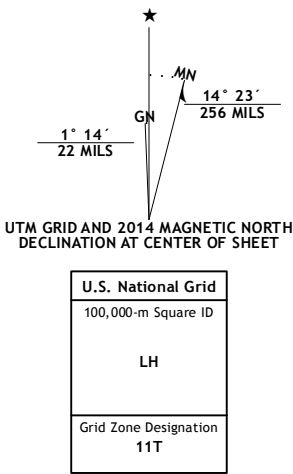 ★
MN
14° 23´
256 MILS
GN
1° 14´
22 MILS
UTM GRID AND 2014 MAGNETIC NORTH
DECLINATION AT CENTER OF SHEET
U.S. National Grid
100,000-m Square ID
LH
Grid Zone Designation
11T